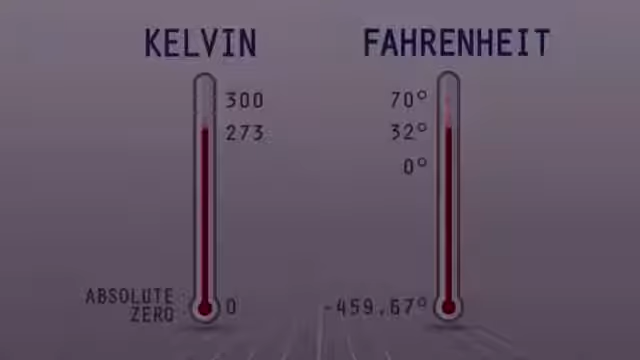 KELVIN
FAHRENHEIT
300
273
70°
32°
0°
ABSOLUTE
ZERO
0
-459.67°